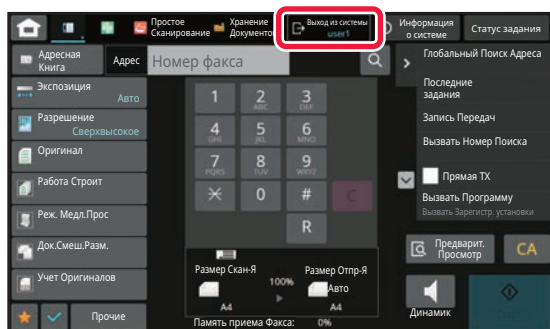 Простое
Сканирование
Хранение
Документо
Выход из системы
user1
Информация
о системе
Статус задания
Адресная
Книга
Адрес
Номер факса
Глобальный Поиск Адреса
Экспозиция
Авто
Последние
задания
Разрешение
Сверхвысокое
Запись Передач
Оригинал
Вызвать Номер Поиска
Работа Строит
Прямая TX
Реж. Медл.Прос
Вызвать Программу
Вызвать Зарегистр. установки
Док.Смеш.Разм.
Предварит.
Просмотр
CA
Учет Оригиналов
Прочие
1
2
ABC
3
DEF
4
GHI
5
JKL
6
MNO
7
PQRS
8
TUV
9
WXYZ
0
#
C
R
Размер Скан-Я
100%
Размер Отпр-Я
Авто
A4
A4
Память приема Факса: 0%
Динамик